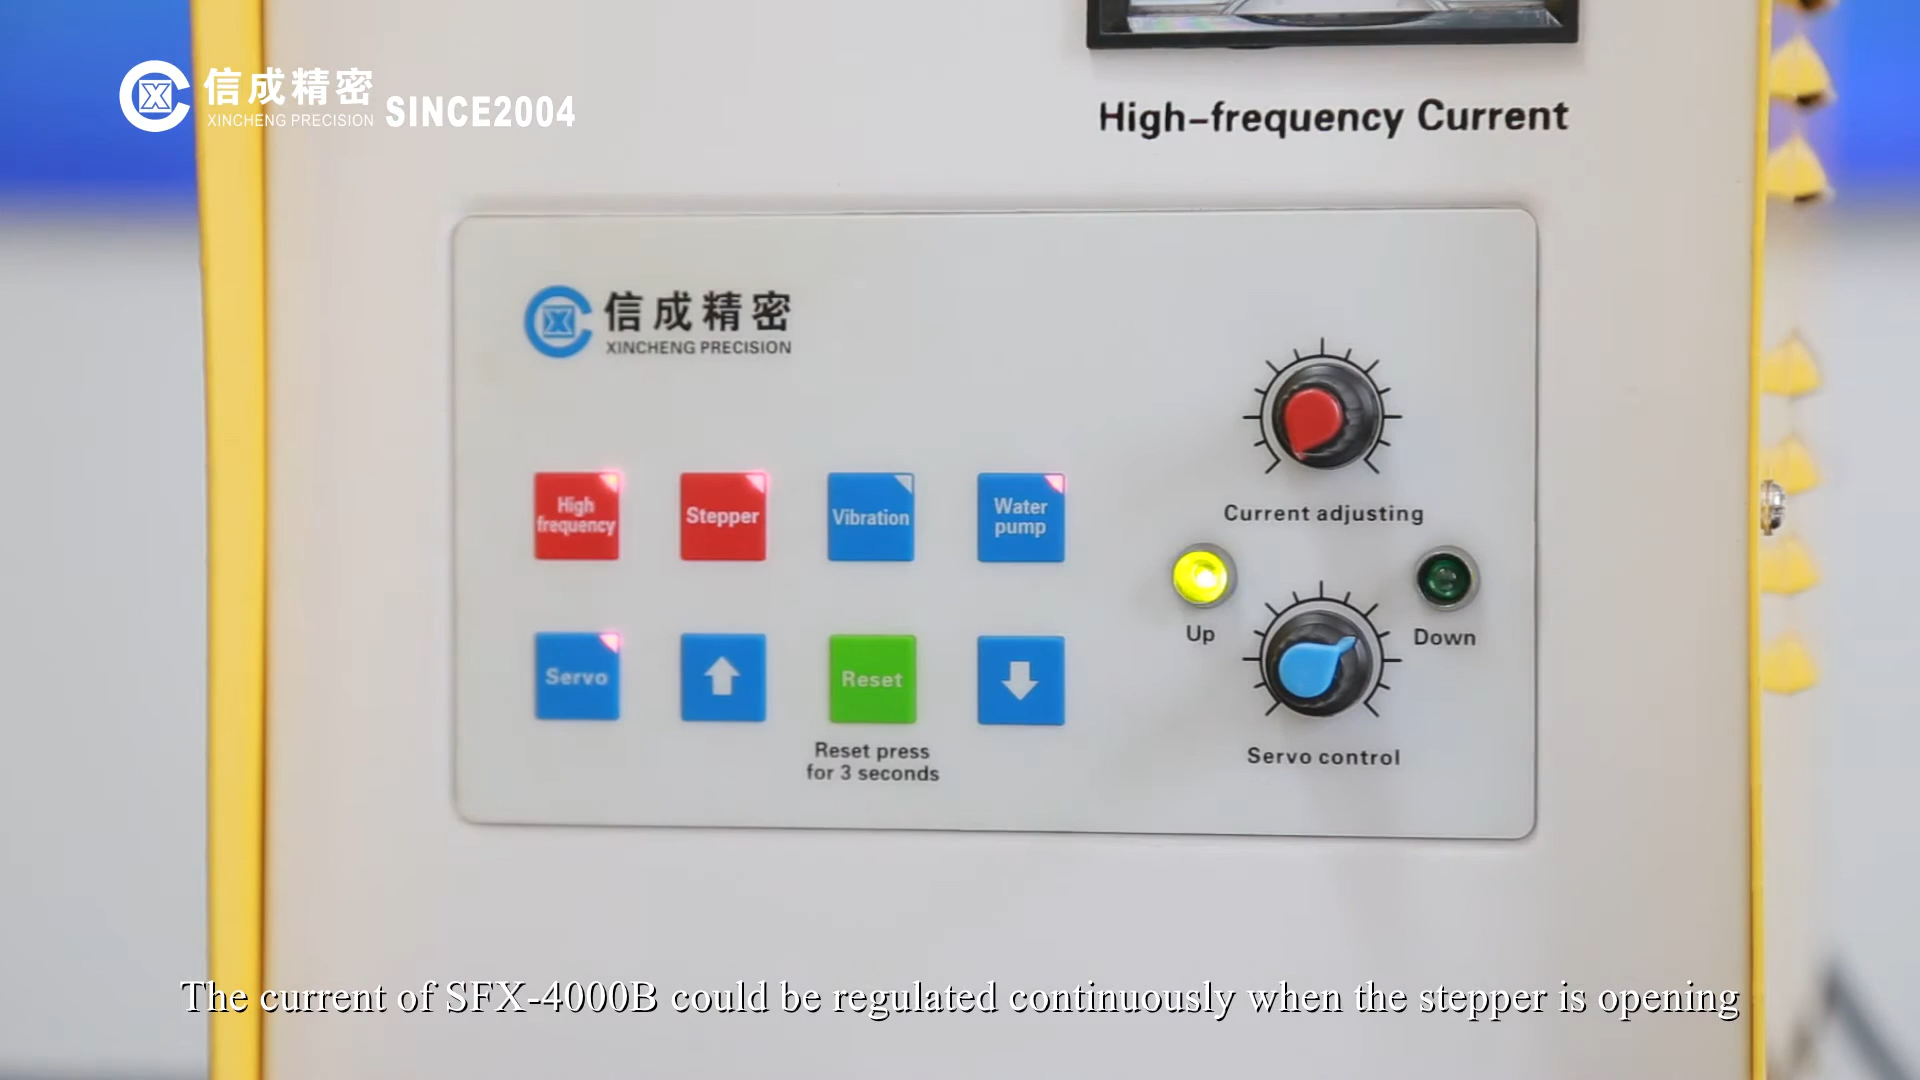 信成精密
XINCHENG PRECISION
SINCE2004
High-frequency Current
信成精密
XINCHENG PRECISION
High
frequency
Stepper
Vibration
Water
pump
Current adjusting
Up
Down
Servo
Reset
Reset press
for 3 seconds
Servo control
The current of SFX-4000B could be regulated continuously when the stepper is opening